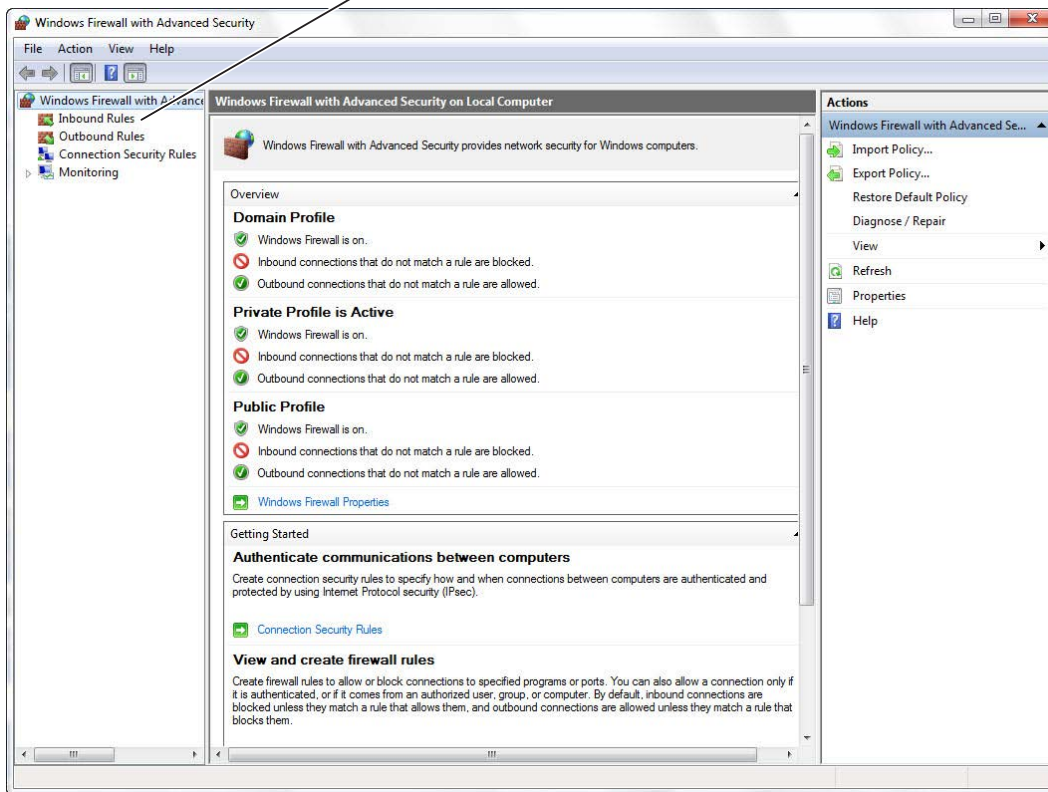 Windows Firewall with Advanced Security
File Action View Help
Windows Firewall with Advance
Inbound Rules
Outbound Rules
Connection Security Rules
Monitoring
Windows Firewall with Advanced Security on Local Computer
Windows Firewall with Advanced Security provides network security for Windows computers.
Overview
Domain Profile
Windows Firewall is on.
Inbound connections that do not match a rule are blocked.
Outbound connections that do not match a rule are allowed.
Private Profile is Active
Windows Firewall is on.
Inbound connections that do not match a rule are blocked.
Outbound connections that do not match a rule are allowed.
Public Profile
Windows Firewall is on.
Inbound connections that do not match a rule are blocked.
Outbound connections that do not match a rule are allowed.
Windows Firewall Properties
Getting Started
Authenticate communications between computers
Create connection security rules to specify how and when connections between computers are authenticated and
protected by using Internet Protocol security (IPsec).
Connection Security Rules
View and create firewall rules
Create firewall rules to allow or block connections to specified programs or ports. You can also allow a connection only if
it is authenticated, or if it comes from an authorized user, group, or computer. By default, inbound connections are
blocked unless they match a rule that allows them, and outbound connections are allowed unless they match a rule that
blocks them.
Actions
Windows Firewall with Advanced Se...
Import Policy...
Export Policy...
Restore Default Policy
Diagnose / Repair
View
Refresh
Properties
Help